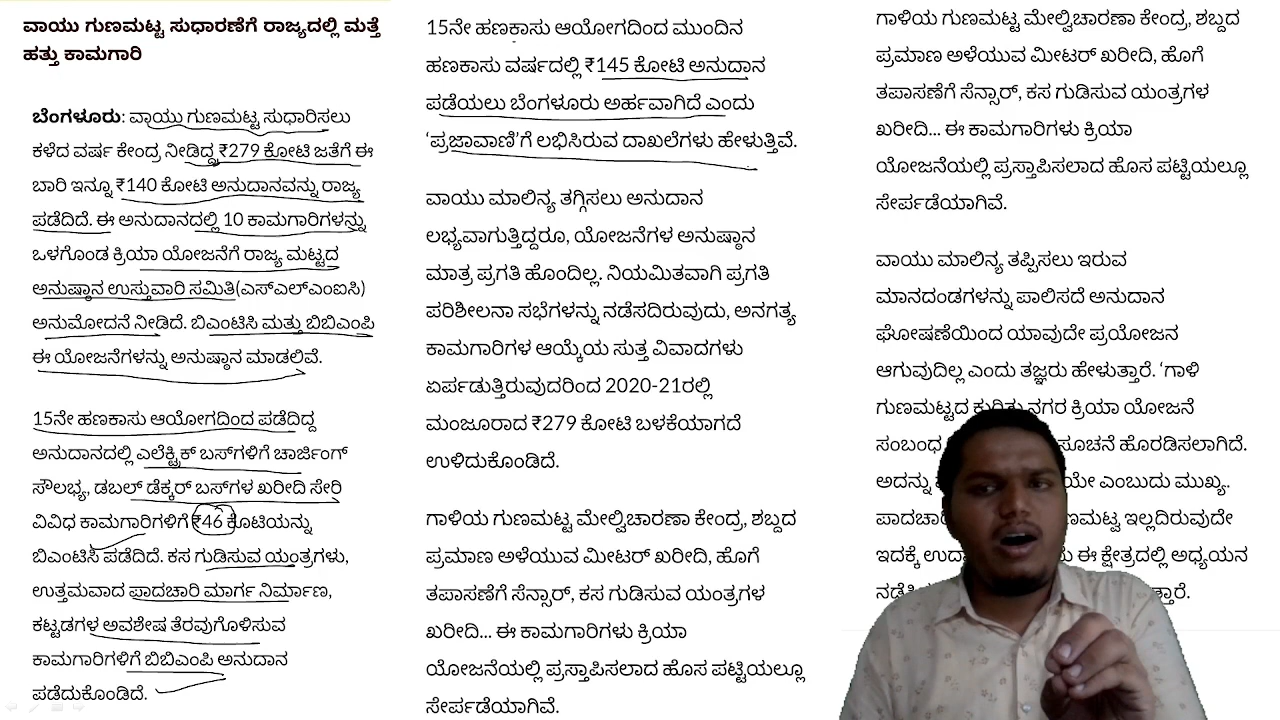 ವಾಯು ಗುಣಮಟ್ಟ ಸುಧಾರಣೆಗೆ ರಾಜ್ಯದಲ್ಲಿ ಮತ್ತೆ
ಹತ್ತು ಕಾಮಗಾರಿ
ಬೆಂಗಳೂರು: ವಾಯು ಗುಣಮಟ್ಟ ಸುಧಾರಿಸಲು
ಕಳೆದ ವರ್ಷ ಕೇಂದ್ರ ನೀಡಿದ್ದ ₹279 ಕೋಟಿ ಜತೆಗೆ ಈ
ಬಾರಿ ಇನ್ನೂ ₹140 ಕೋಟಿ ಅನುದಾನವನ್ನು ರಾಜ್ಯ
ಪಡೆದಿದೆ. ಈ ಅನುದಾನದಲ್ಲಿ 10 ಕಾಮಗಾರಿಗಳನ್ನು
ಒಳಗೊಂಡ ಕ್ರಿಯಾ ಯೋಜನೆಗೆ ರಾಜ್ಯ ಮಟ್ಟದ
ಅನುಷ್ಠಾನ ಉಸ್ತುವಾರಿ ಸಮಿತಿ(ಎಸ್‌ಎಲ್‌ಎಂಐಸಿ)
ಅನುಮೋದನೆ ನೀಡಿದೆ. ಬಿಎಂಟಿಸಿ ಮತ್ತು ಬಿಬಿಎಂಪಿ
ಈ ಯೋಜನೆಗಳನ್ನು ಅನುಷ್ಠಾನ ಮಾಡಲಿವೆ.
15ನೇ ಹಣಕಾಸು ಆಯೋಗದಿಂದ ಪಡೆದಿದ್ದ
ಅನುದಾನದಲ್ಲಿ ಎಲೆಕ್ಟ್ರಿಕ್ ಬಸ್‌ಗಳಿಗೆ ಚಾರ್ಜಿಂಗ್
ಸೌಲಭ್ಯ, ಡಬಲ್ ಡೆಕ್ಕರ್ ಬಸ್‌ಗಳ ಖರೀದಿ ಸೇರಿ
ವಿವಿಧ ಕಾಮಗಾರಿಗಳಿಗೆ ₹46 ಕೊಟಿಯನ್ನು
ಬಿಎಂಟಿಸಿ ಪಡೆದಿದೆ. ಕಸ ಗುಡಿಸುವ ಯಂತ್ರಗಳು,
ಉತ್ತಮವಾದ ಪಾದಚಾರಿ ಮಾರ್ಗ ನಿರ್ಮಾಣ,
ಕಟ್ಟಡಗಳ ಅವಶೇಷ ತೆರವುಗೊಳಿಸುವ
ಕಾಮಗಾರಿಗಳಿಗೆ ಬಿಬಿಎಂಪಿ ಅನುದಾನ
ಪಡೆದುಕೊಂಡಿದೆ.
15ನೇ ಹಣಕಾಸು ಆಯೋಗದಿಂದ ಮುಂದಿನ
ಹಣಕಾಸು ವರ್ಷದಲ್ಲಿ ₹145 ಕೋಟಿ ಅನುದಾನ
ಪಡೆಯಲು ಬೆಂಗಳೂರು ಅರ್ಹವಾಗಿದೆ ಎಂದು
‘ಪ್ರಜಾವಾಣಿ’ಗೆ ಲಭಿಸಿರುವ ದಾಖಲೆಗಳು ಹೇಳುತ್ತಿವೆ.
ವಾಯು ಮಾಲಿನ್ಯ ತಗ್ಗಿಸಲು ಅನುದಾನ
ಲಭ್ಯವಾಗುತ್ತಿದ್ದರೂ, ಯೋಜನೆಗಳ ಅನುಷ್ಠಾನ
ಮಾತ್ರ ಪ್ರಗತಿ ಹೊಂದಿಲ್ಲ. ನಿಯಮಿತವಾಗಿ ಪ್ರಗತಿ
ಪರಿಶೀಲನಾ ಸಭೆಗಳನ್ನು ನಡೆಸದಿರುವುದು, ಅನಗತ್ಯ
ಕಾಮಗಾರಿಗಳ ಆಯ್ಕೆಯ ಸುತ್ತ ವಿವಾದಗಳು
ಏರ್ಪಡುತ್ತಿರುವುದರಿಂದ 2020-21ರಲ್ಲಿ
ಮಂಜೂರಾದ ₹279 ಕೋಟಿ ಬಳಕೆಯಾಗದೆ
ಉಳಿದುಕೊಂಡಿದೆ.
ಗಾಳಿಯ ಗುಣಮಟ್ಟ ಮೇಲ್ವಿಚಾರಣಾ ಕೇಂದ್ರ, ಶಬ್ದದ
ಪ್ರಮಾಣ ಅಳೆಯುವ ಮೀಟರ್ ಖರೀದಿ, ಹೊಗೆ
ತಪಾಸಣೆಗೆ ಸೆನ್ಸಾರ್, ಕಸ ಗುಡಿಸುವ ಯಂತ್ರಗಳ
ಖರೀದಿ... ಈ ಕಾಮಗಾರಿಗಳು ಕ್ರಿಯಾ
ಯೋಜನೆಯಲ್ಲಿ ಪ್ರಸ್ತಾಪಿಸಲಾದ ಹೊಸ ಪಟ್ಟಿಯಲ್ಲೂ
ಸೇರ್ಪಡೆಯಾಗಿವೆ.
ಗಾಳಿಯ ಗುಣಮಟ್ಟ ಮೇಲ್ವಿಚಾರಣಾ ಕೇಂದ್ರ, ಶಬ್ದದ
ಪ್ರಮಾಣ ಅಳೆಯುವ ಮೀಟರ್ ಖರೀದಿ, ಹೊಗೆ
ತಪಾಸಣೆಗೆ ಸೆನ್ಸಾರ್, ಕಸ ಗುಡಿಸುವ ಯಂತ್ರಗಳ
ಖರೀದಿ... ಈ ಕಾಮಗಾರಿಗಳು ಕ್ರಿಯಾ
ಯೋಜನೆಯಲ್ಲಿ ಪ್ರಸ್ತಾಪಿಸಲಾದ ಹೊಸ ಪಟ್ಟಿಯಲ್ಲೂ
ಸೇರ್ಪಡೆಯಾಗಿವೆ.
ವಾಯು ಮಾಲಿನ್ಯ ತಪ್ಪಿಸಲು ಇರುವ
ಮಾನದಂಡಗಳನ್ನು ಪಾಲಿಸದೆ ಅನುದಾನ
ಘೋಷಣೆಯಿಂದ ಯಾವುದೇ ಪ್ರಯೋಜನ
ಆಗುವುದಿಲ್ಲ ಎಂದು ತಜ್ಞರು ಹೇಳುತ್ತಾರೆ. ‘ಗಾಳಿ
ಗುಣಮಟ್ಟದ ಕುರಿತು ನಗರ ಕ್ರಿಯಾ ಯೋಜನೆ
ಸಂಬಂಧ ಹೊರಡಿಸಲಾಗಿದೆ.
ಅದನ್ನು ಎಂಬುದು ಮುಖ್ಯ.
ಇಲ್ಲದಿರುವುದೇ
ಇದಕ್ಕೆ ಈ ಕ್ಷೇತ್ರದಲ್ಲಿ ಅಧ್ಯಯನ